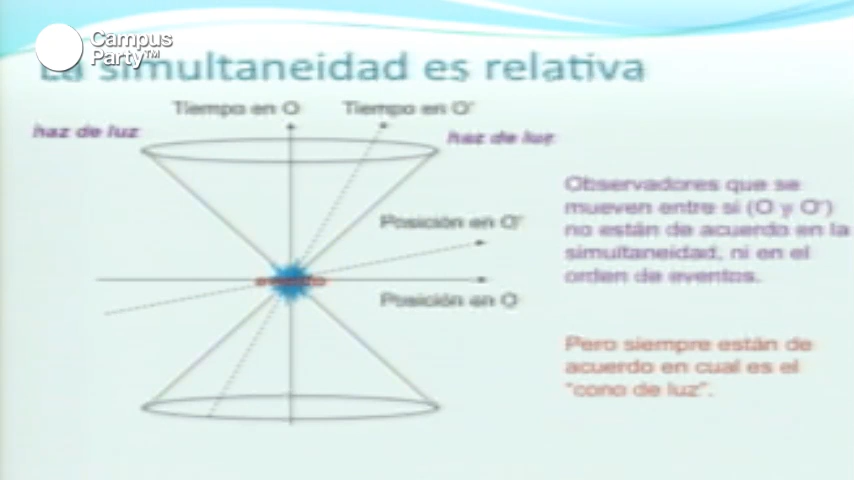 Campus
Party™
La simultaneidad es relativa
Tiempo en O
Tiempo en O'
haz de luz
haz de luz
Observadores que se
mueven entre si (O y O')
no están de acuerdo en la
simultaneidad, ni en el
orden de eventos.
Posición en O'
evento
Posición en O
Pero siempre están de
acuerdo en cual es el
"cono de luz".